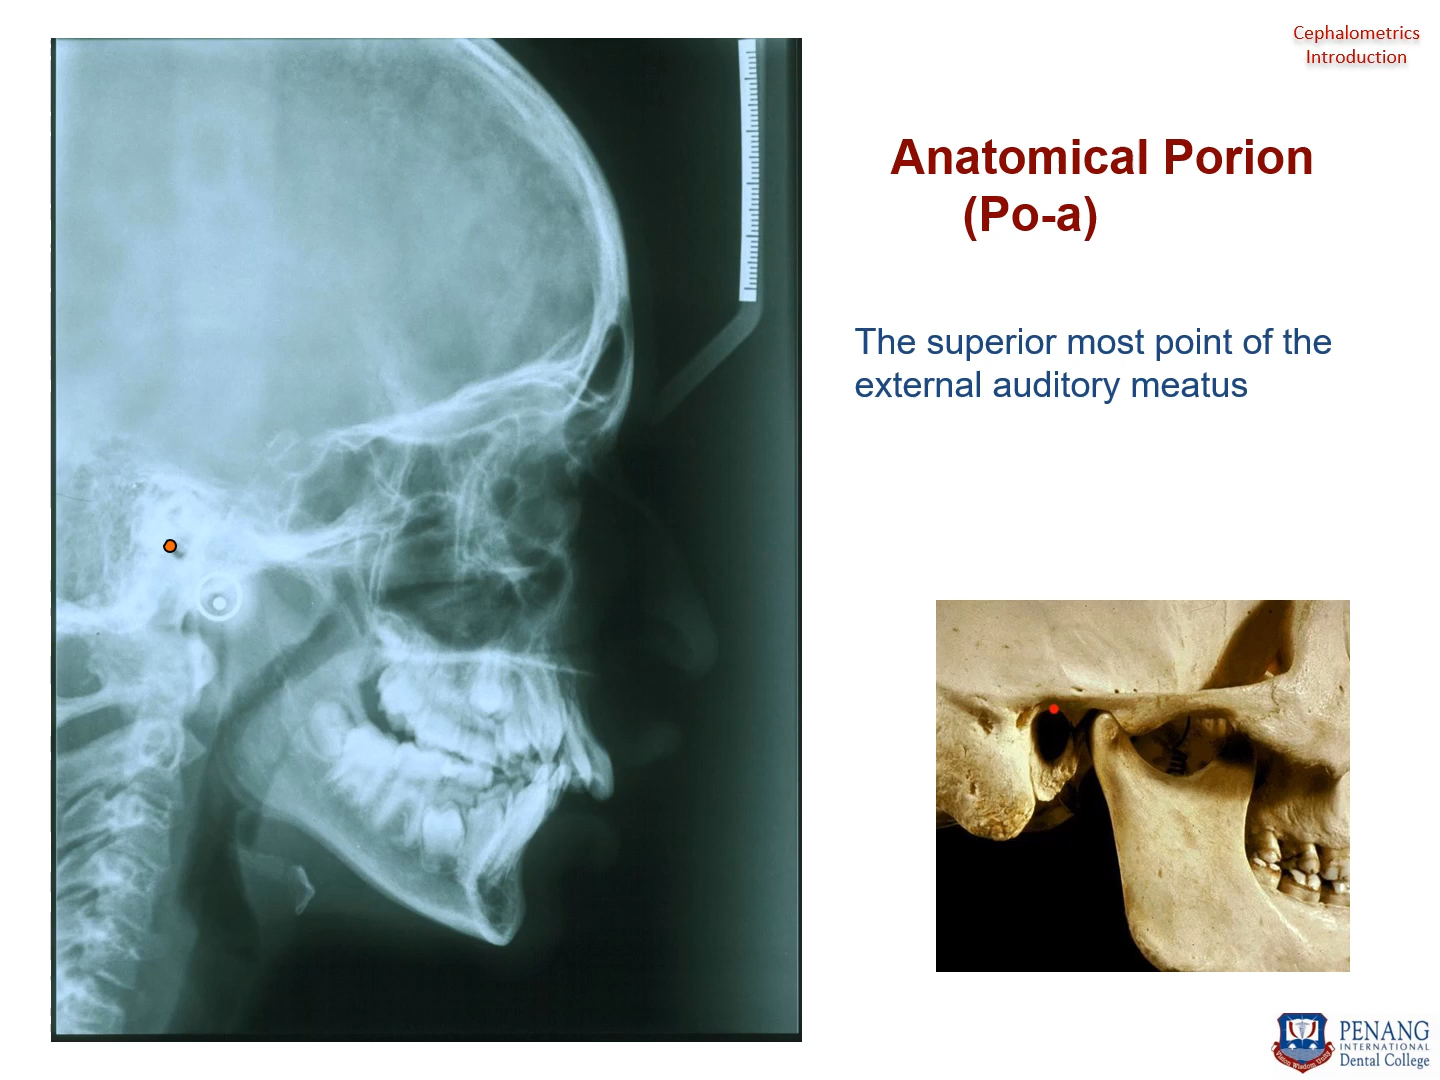 Cephalometrics
Introduction
Anatomical Porion
(Po-a)
The superior most point of the
external auditory meatus
PENANG
INTERNATIONAL
Dental College